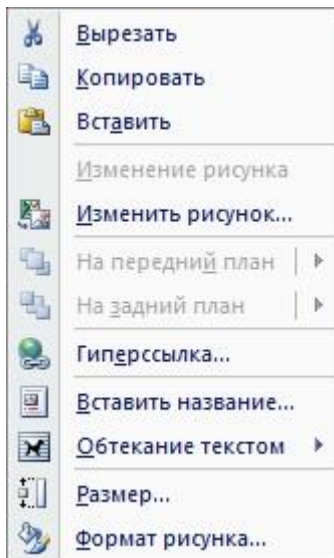 Вырезать
Копировать
Вставить
Изменение рисунка
Изменить рисунок...
На передний план
На задний план
Гиперссылка...
Вставить название...
Обтекание текстом
Размер...
Формат рисунка...